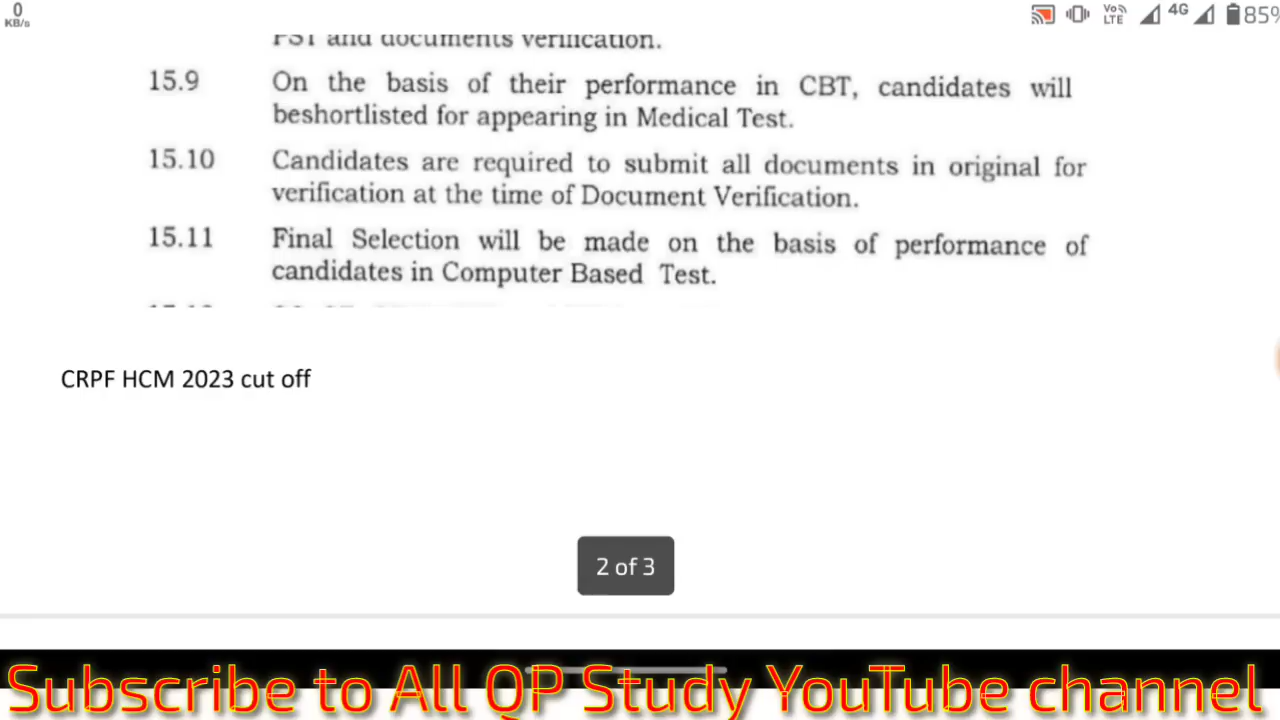 0
KB/s
Vo LTE 4G 85%
PST and documents verification.
15.9 On the basis of their performance in CBT, candidates will
beshortlisted for appearing in Medical Test.
15.10 Candidates are required to submit all documents in original for
verification at the time of Document Verification.
15.11 Final Selection will be made on the basis of performance of
candidates in Computer Based Test.
CRPF HCM 2023 cut off
2 of 3
Subscribe to All QP Study YouTube channel